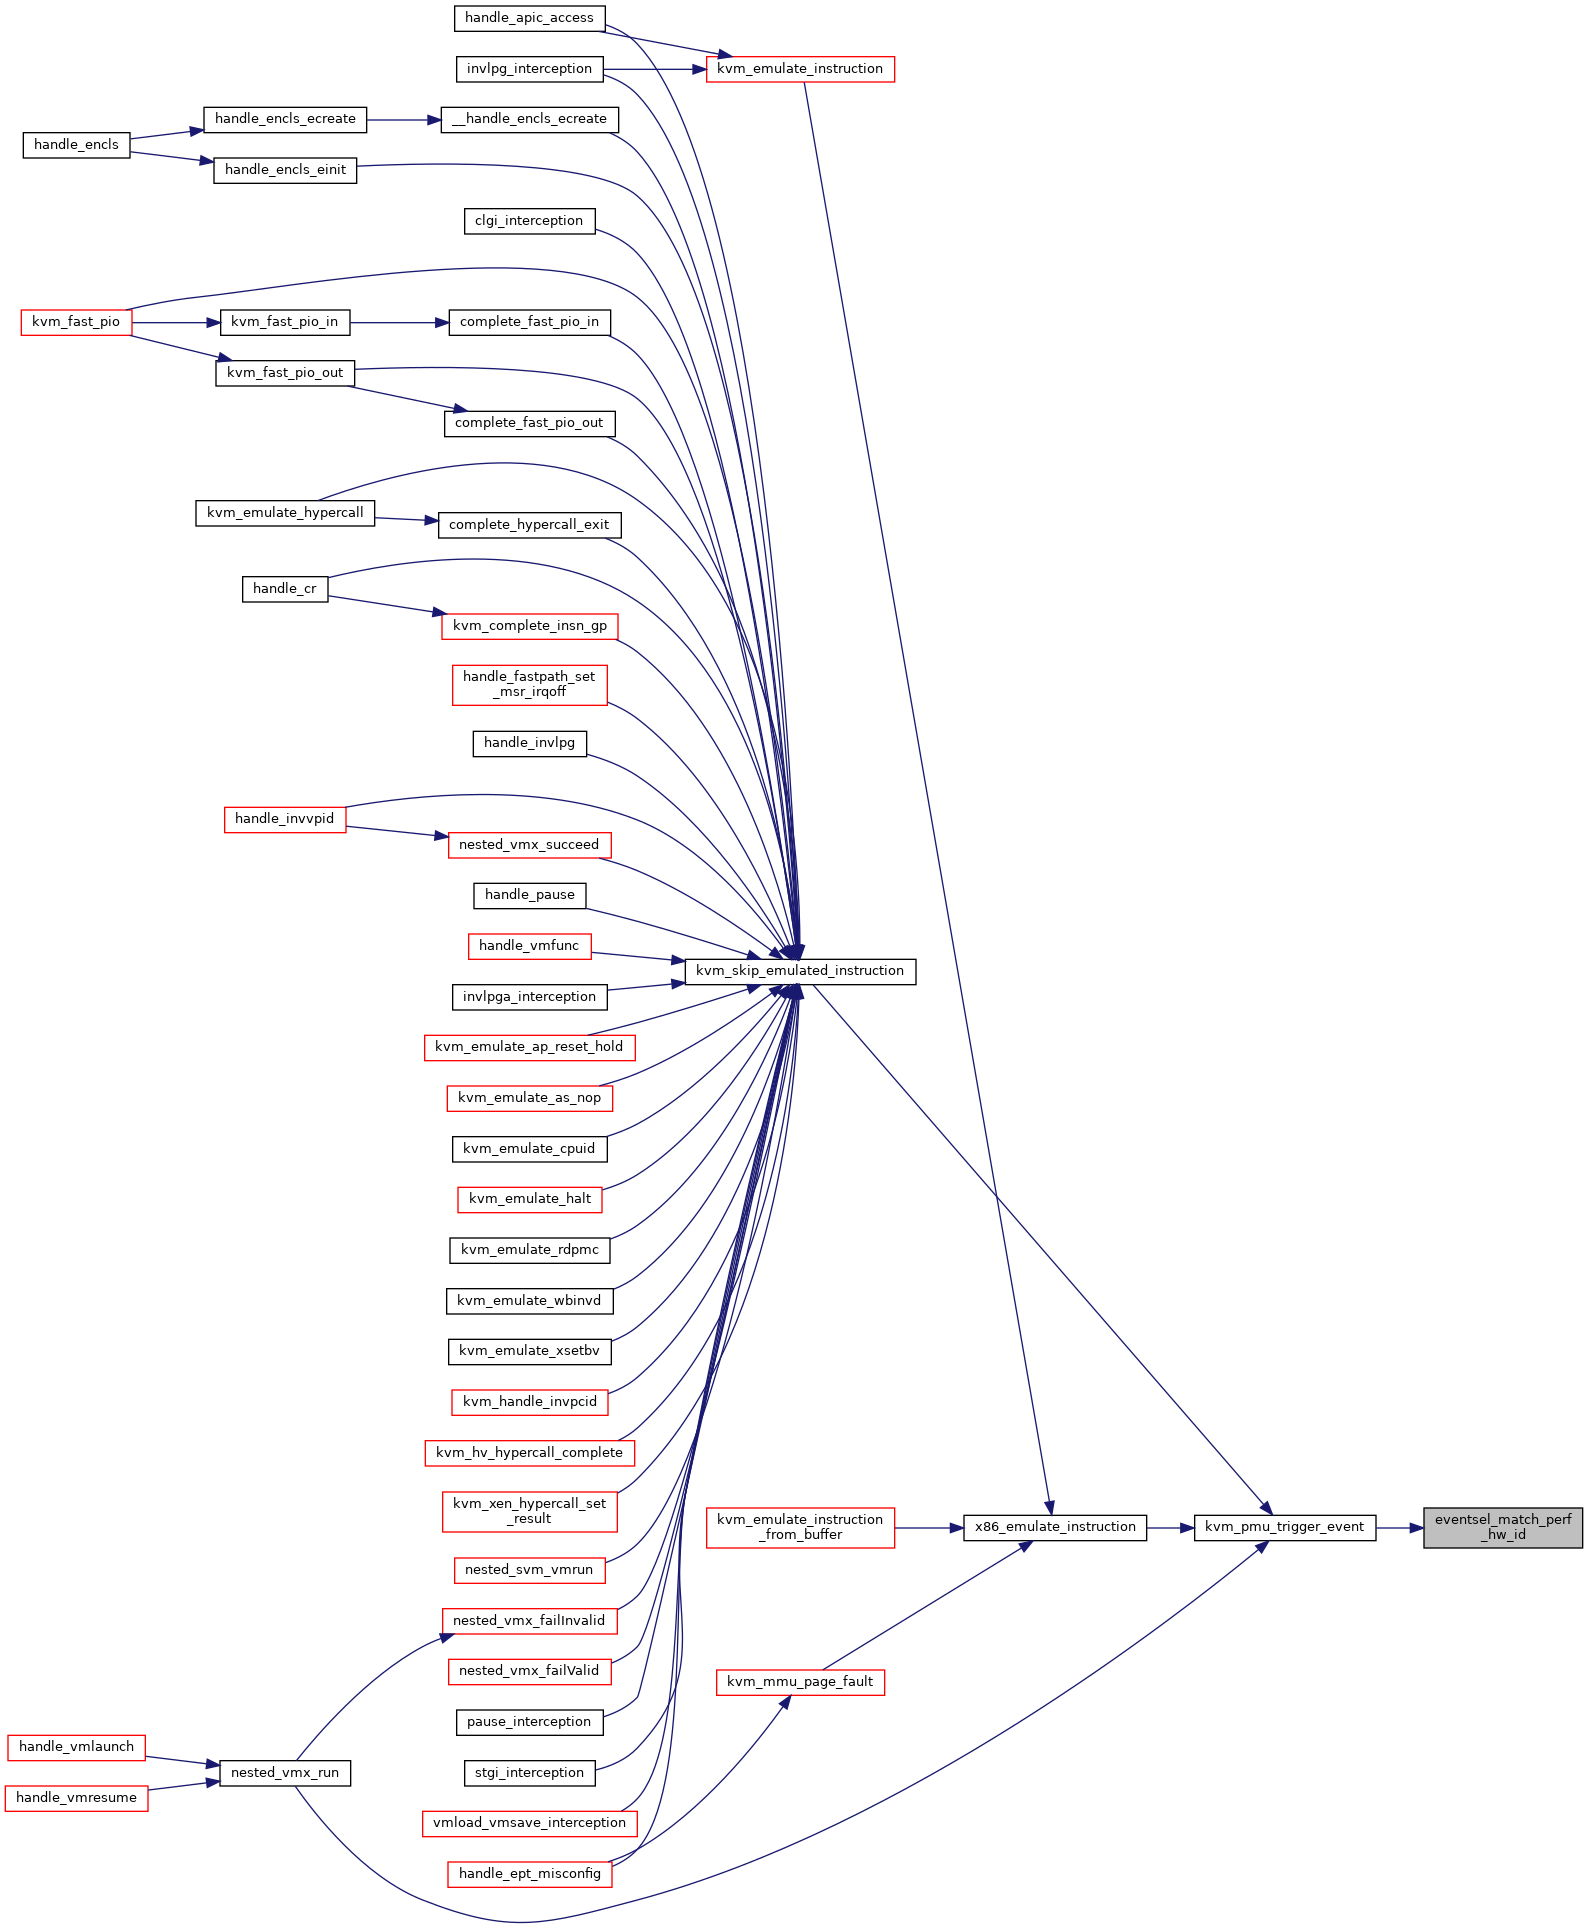 handle_apic_access
kvm_emulate_instruction
invlpg_interception
handle_encls_ecreate
__handle_encls_ecreate
handle_encls
handle_encls_einit
clgi_interception
kvm_fast_pio
kvm_fast_pio_in
complete_fast_pio_in
kvm_fast_pio_out
complete_fast_pio_out
kvm_emulate_hypercall
complete_hypercall_exit
handle_cr
kvm_complete_insn_gp
handle_fastpath_set
_msr_irqoff
handle_invlpg
handle_invvpid
nested_vmx_succeed
handle_pause
handle_vmfunc
kvm_skip_emulated_instruction
invlpga_interception
kvm_emulate_ap_reset_hold
kvm_emulate_as_nop
kvm_emulate_cpuid
kvm_emulate_halt
kvm_emulate_rdpmc
kvm_emulate_wbinvd
kvm_emulate_xsetbv
kvm_handle_invpcid
kvm_hv_hypercall_complete
kvm_xen_hypercall_set
_result
kvm_emulate_instruction
_from_buffer
x86_emulate_instruction
kvm_pmu_trigger_event
eventsel_match_perf
_hw_id
nested_svm_vmrun
nested_vmx_failInvalid
nested_vmx_failValid
kvm_mmu_page_fault
pause_interception
handle_vmlaunch
nested_vmx_run
stgi_interception
handle_vmresume
vmload_vmsave_interception
handle_ept_misconfig